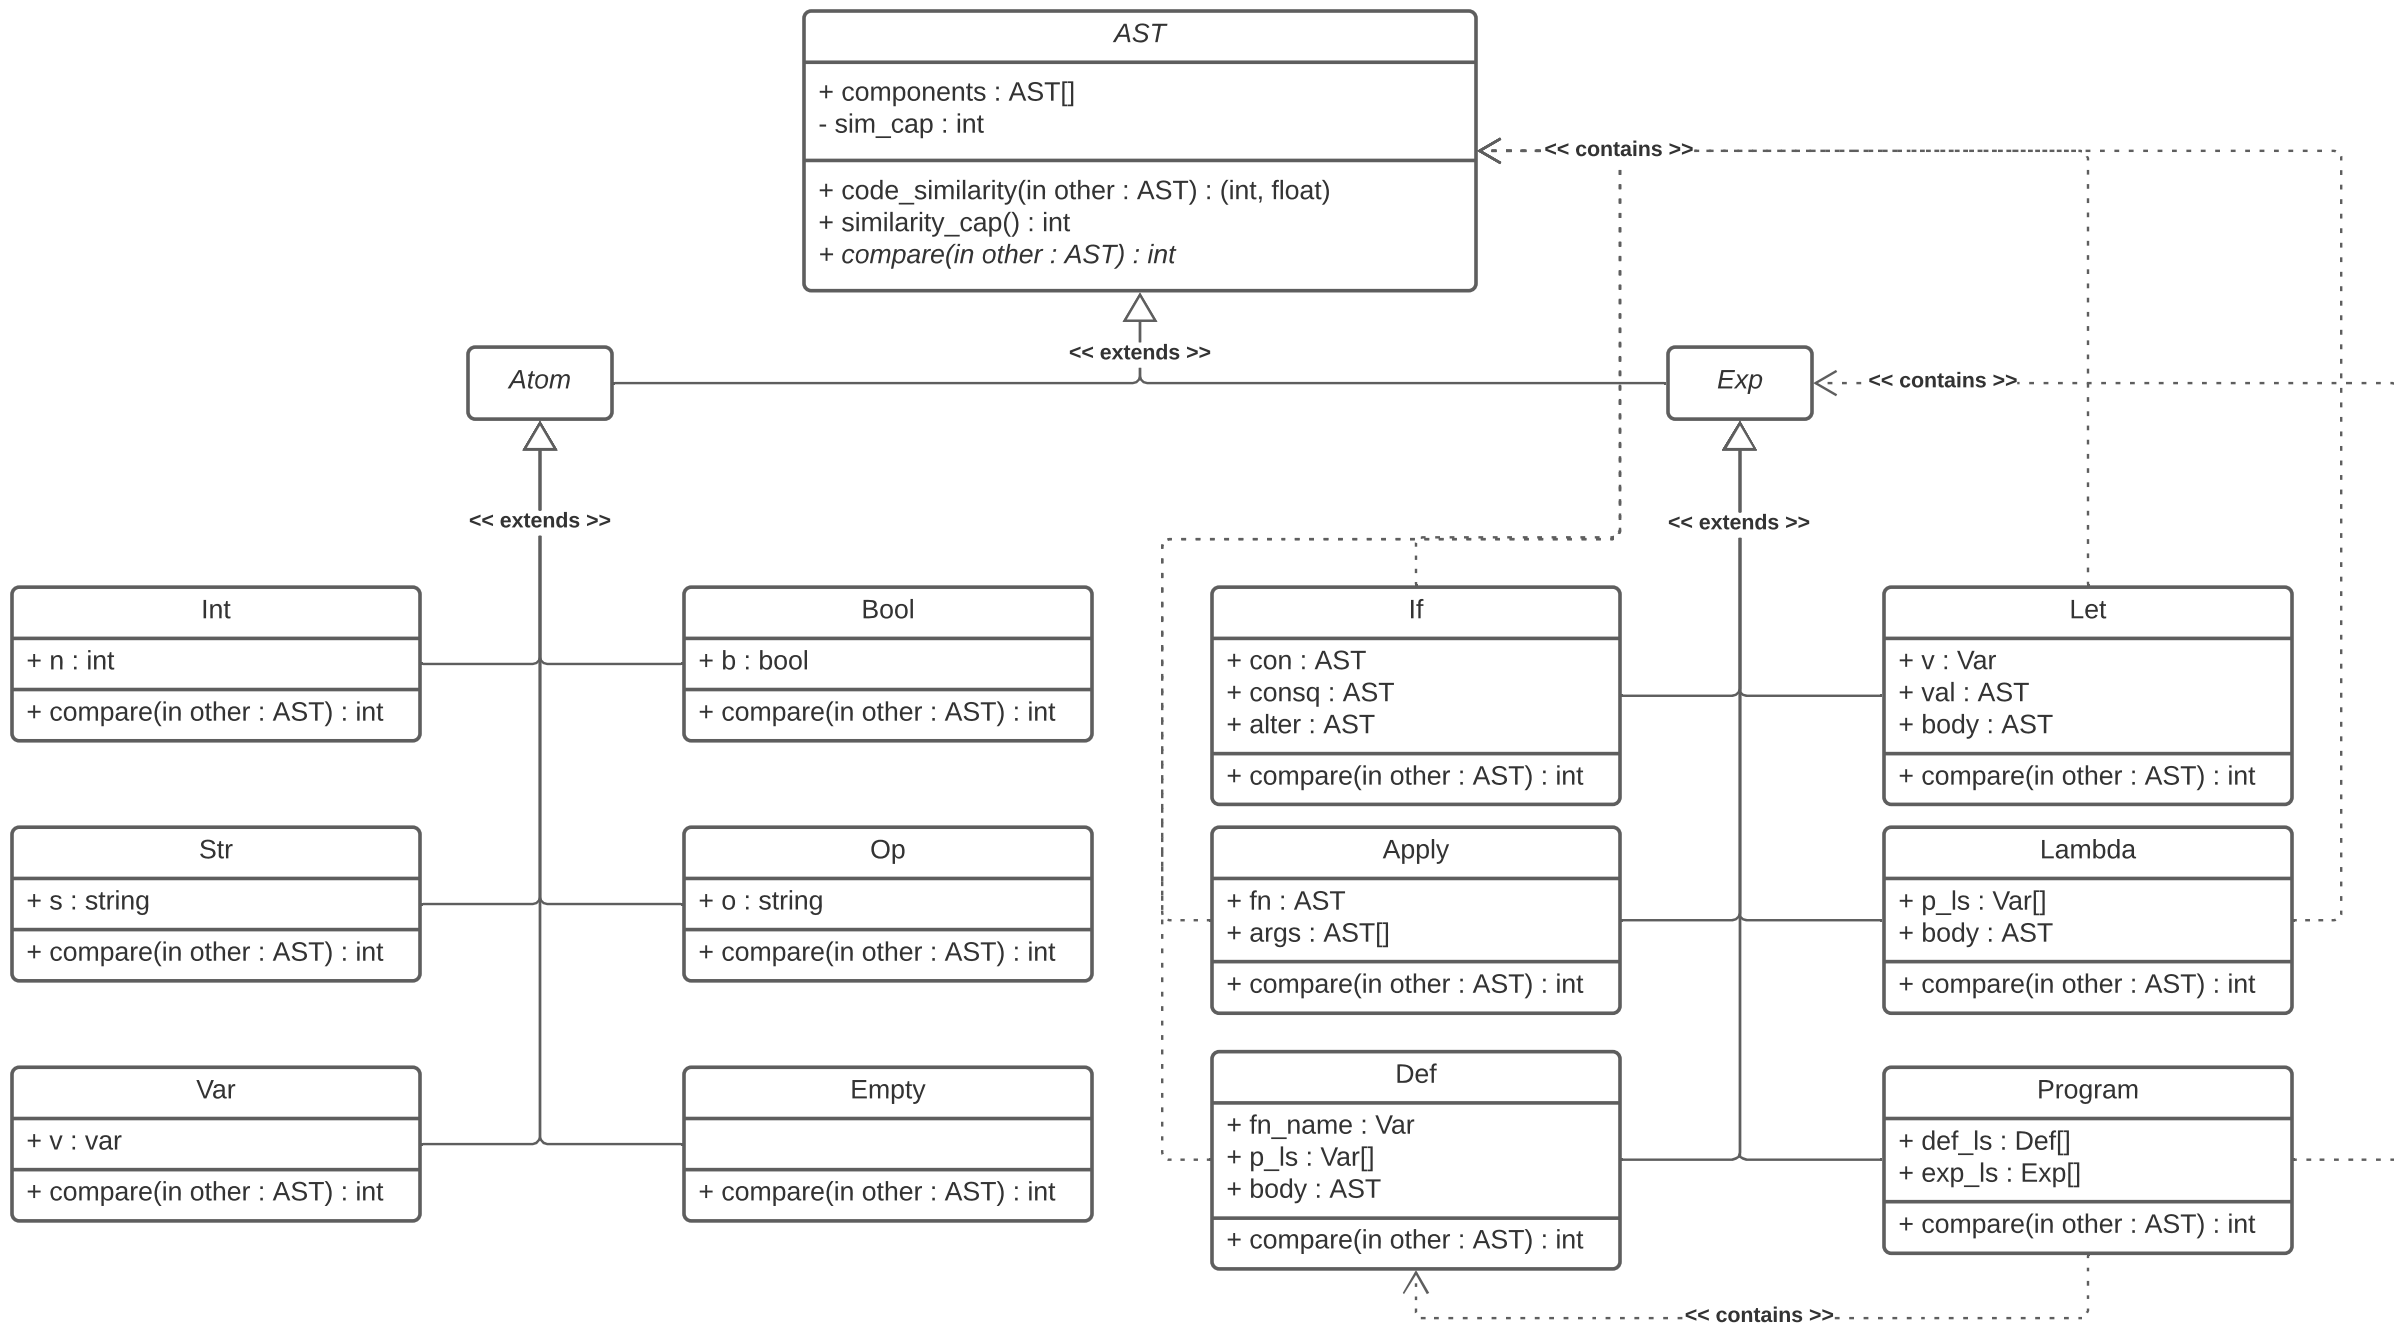 AST
+ components : AST[]
- sim_cap : int
+ code_similarity(in other : AST) : (int, float)
+ similarity_cap() : int
+ compare(in other : AST) : int
<< contains >>
<< extends >>
Atom
Exp
<< contains >>
<< extends >>
<< extends >>
Int
+ n : int
+ compare(in other : AST) : int
Bool
+ b : bool
+ compare(in other : AST) : int
If
+ con : AST
+ consq : AST
+ alter : AST
+ compare(in other : AST) : int
Let
+ v : Var
+ val : AST
+ body : AST
+ compare(in other : AST) : int
Str
+ s : string
+ compare(in other : AST) : int
Op
+ o : string
+ compare(in other : AST) : int
Apply
+ fn : AST
+ args : AST[]
+ compare(in other : AST) : int
Lambda
+ p_ls : Var[]
+ body : AST
+ compare(in other : AST) : int
Var
+ v : var
+ compare(in other : AST) : int
Empty
+ compare(in other : AST) : int
Def
+ fn_name : Var
+ p_ls : Var[]
+ body : AST
+ compare(in other : AST) : int
Program
+ def_ls : Def[]
+ exp_ls : Exp[]
+ compare(in other : AST) : int
<< contains >>